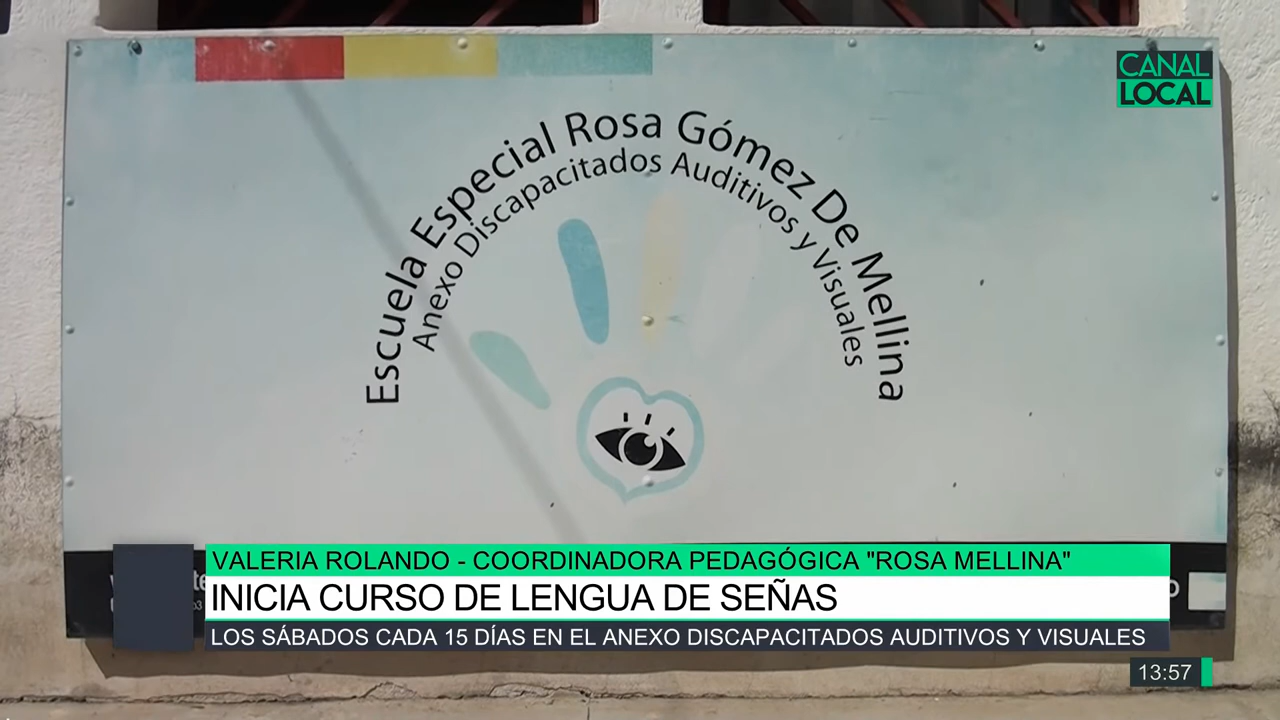 CANAL
LOCAL
Escuela Especial Rosa Gómez De Mellina
Anexo Discapacitados Auditivos y Visuales
VALERIA ROLANDO - COORDINADORA PEDAGÓGICA "ROSA MELLINA"
INICIA CURSO DE LENGUA DE SEÑAS
LOS SÁBADOS CADA 15 DÍAS EN EL ANEXO DISCAPACITADOS AUDITIVOS Y VISUALES
13:57